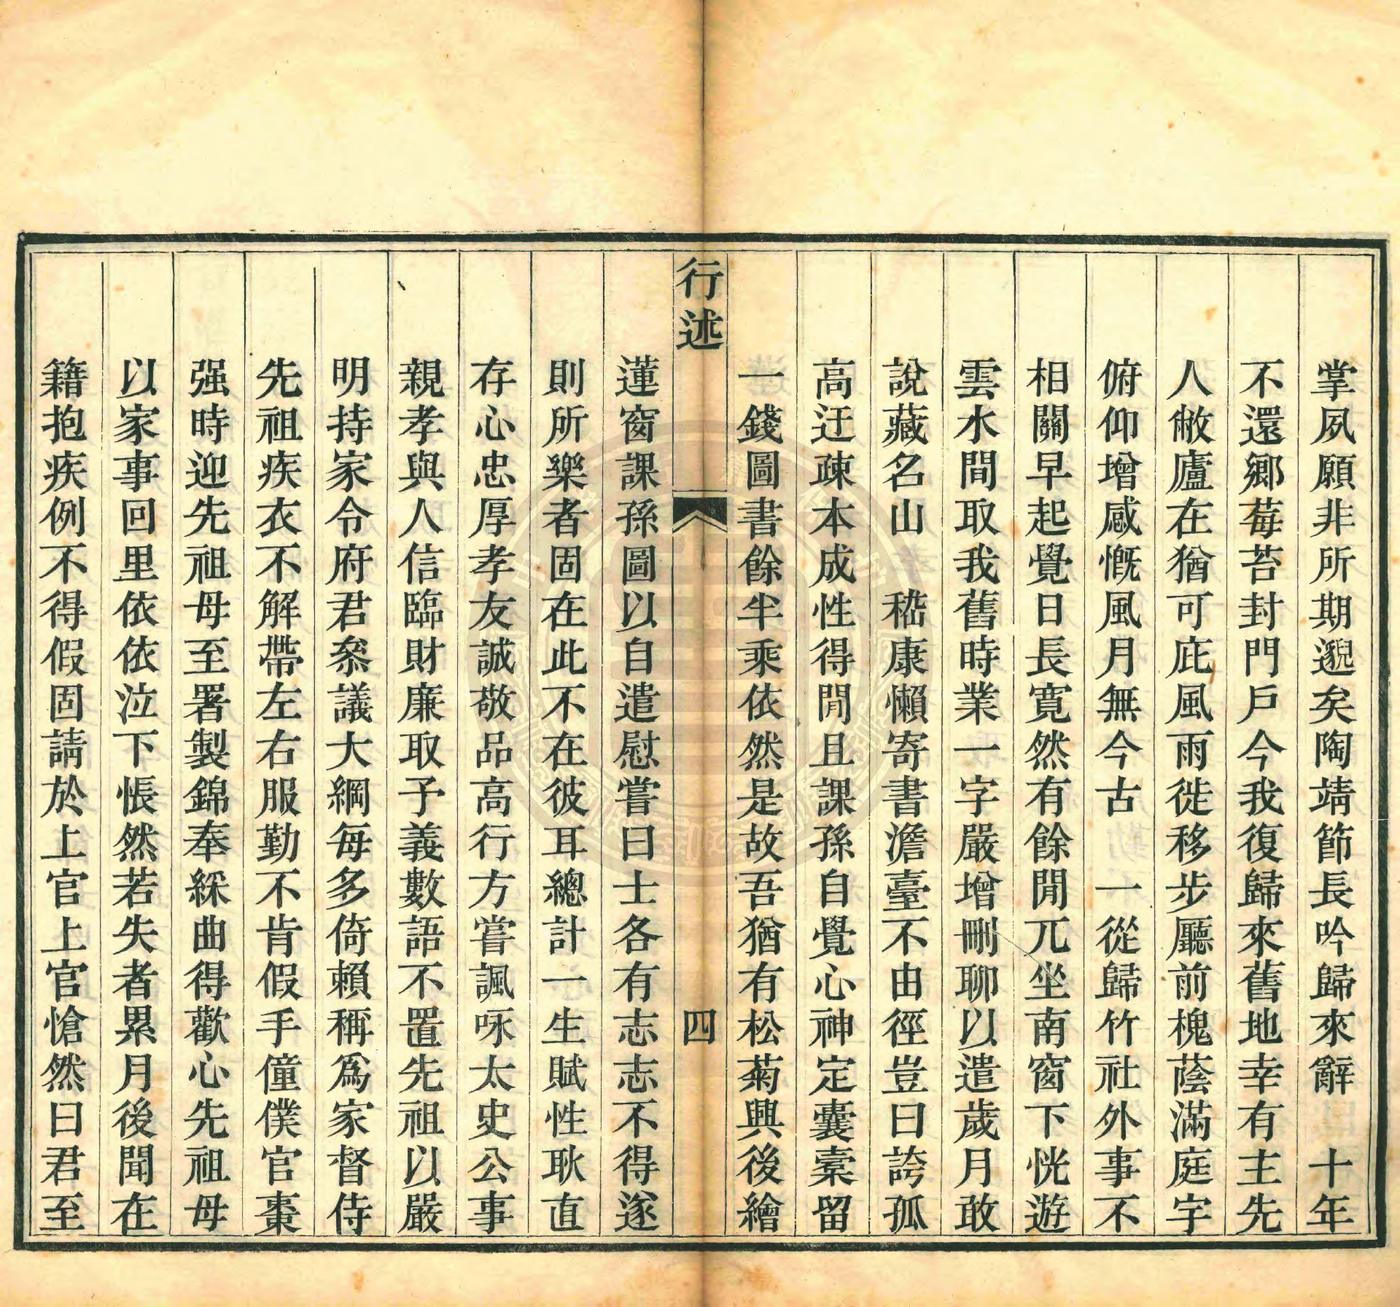 掌夙願非所期邈矣陶靖節長吟歸來辭　十年
不還鄉莓苔封門戶今我復歸來舊地幸有主先
人敝廬在猶可庇風雨徙移步廳前槐蔭滿庭宇
俯仰增感慨風月無今古　一從歸竹社外事不
相關早起覺日長寬然有餘閒兀坐南窗下恍遊
雲水間取我舊時業一字嚴增刪聊以遣歲月敢
說藏名山　嵇康懶寄書澹臺不由徑豈曰誇孤
高迂疎本成性得閒且課孫自覺心神定囊橐留
一錢圖書餘半乘依然是故吾猶有松菊興後繪
行述
四
蓮窗課孫圖以自遣慰嘗曰士各有志志不得遂
則所樂者固在此不在彼耳總計一生賦性耿直
存心忠厚孝友誠敬品高行方嘗諷咏太史公事
親孝與人信臨財廉取予義數語不置先祖以嚴
明持家令府君叅議大綱每多倚賴稱爲家督侍
先祖疾衣不解帶左右服勤不肯假手僮僕官棗
强時迎先祖母至署製錦奉綵曲得歡心先祖母
以家事回里依依泣下悵然若失者累月後聞在
籍抱疾例不得假固請於上官上官愴然曰君至